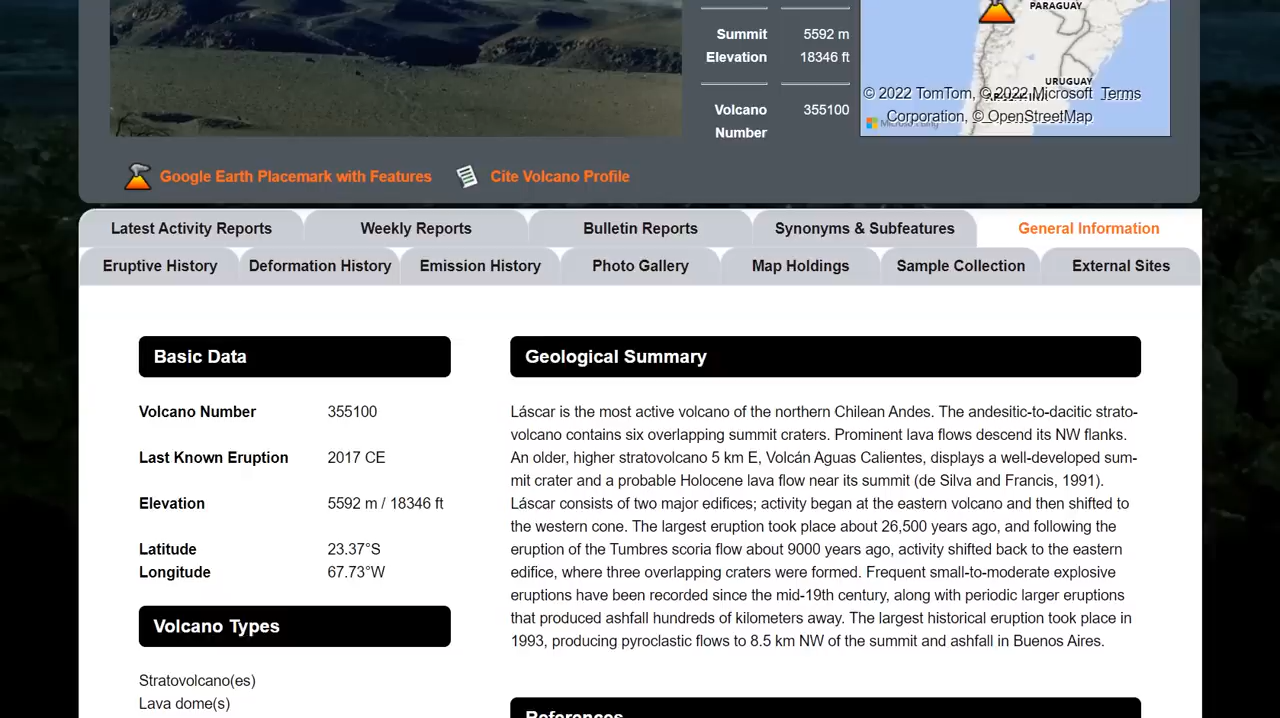 PARAGUAY
Summit 5592 m
Elevation 18346 ft
URUGUAY
© 2022 TomTom, © 2022 Microsoft Terms
Corporation, © OpenStreetMap
Volcano 355100
Number
Google Earth Placemark with Features Cite Volcano Profile
Latest Activity Reports Weekly Reports Bulletin Reports Synonyms & Subfeatures General Information
Eruptive History Deformation History Emission History Photo Gallery Map Holdings Sample Collection External Sites
Basic Data
Volcano Number 355100
Last Known Eruption 2017 CE
Elevation 5592 m / 18346 ft
Latitude 23.37°S
Longitude 67.73°W
Volcano Types
Stratovolcano(es)
Lava dome(s)
Geological Summary
Láscar is the most active volcano of the northern Chilean Andes. The andesitic-to-dacitic strato-
volcano contains six overlapping summit craters. Prominent lava flows descend its NW flanks.
An older, higher stratovolcano 5 km E, Volcán Aguas Calientes, displays a well-developed sum-
mit crater and a probable Holocene lava flow near its summit (de Silva and Francis, 1991).
Láscar consists of two major edifices; activity began at the eastern volcano and then shifted to
the western cone. The largest eruption took place about 26,500 years ago, and following the
eruption of the Tumbres scoria flow about 9000 years ago, activity shifted back to the eastern
edifice, where three overlapping craters were formed. Frequent small-to-moderate explosive
eruptions have been recorded since the mid-19th century, along with periodic larger eruptions
that produced ashfall hundreds of kilometers away. The largest historical eruption took place in
1993, producing pyroclastic flows to 8.5 km NW of the summit and ashfall in Buenos Aires.
References